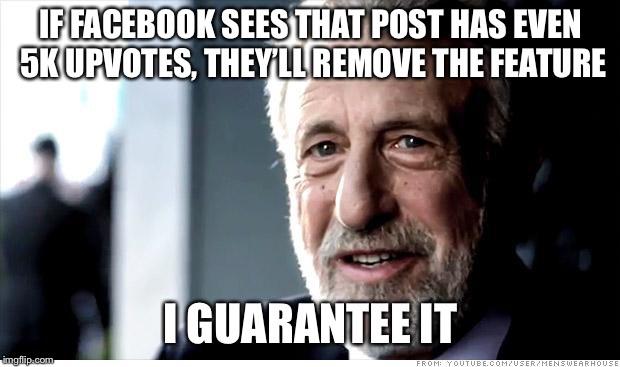 IF FACEBOOK SEES THAT POST HAS EVEN
5K UPVOTES, THEY'LL REMOVE THE FEATURE
I GUARANTEE IT
imgflip.com
FROM: YOUTUBE.COM/USER/MENSWEARHOUSE